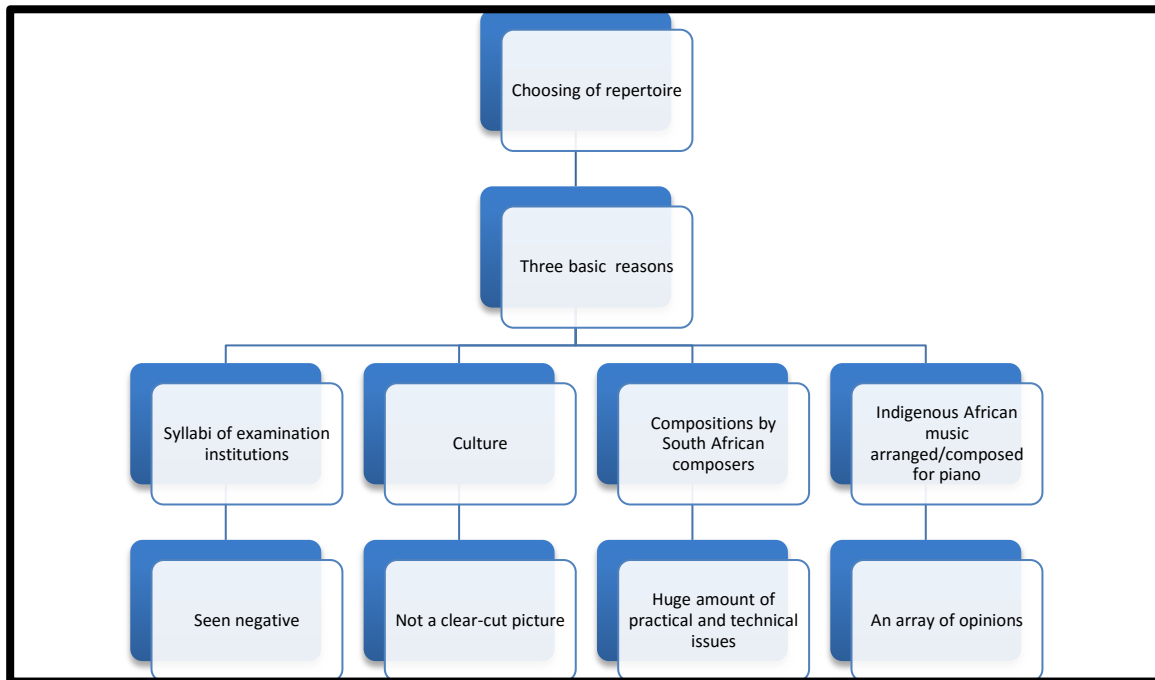 Choosing of repertoire
Three basic reasons
Syllabi of examination
institutions
Culture
Compositions by
South African
composers
Indigenous African
music
arranged/composed
for piano
Seen negative
Not a clear-cut picture
Huge amount of
practical and technical
issues
An array of opinions